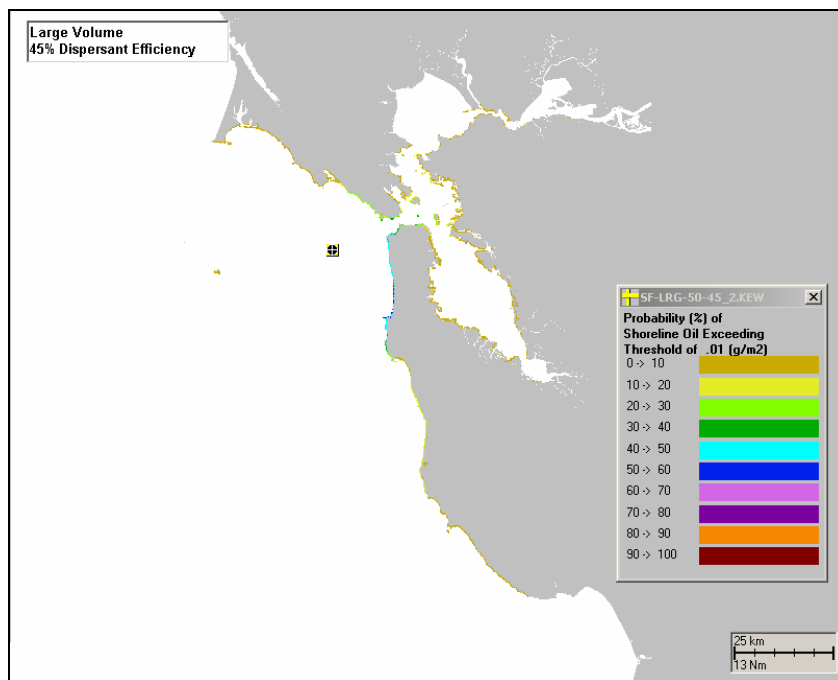 Large Volume
45% Dispersant Efficiency
SF-LRG-50-45_2.KEW
Probability (%) of
Shoreline Oil Exceeding
Threshold of .01 (g/m2)
0 -> 10
10 -> 20
20 -> 30
30 -> 40
40 -> 50
50 -> 60
60 -> 70
70 -> 80
80 -> 90
90 -> 100
25 km
13 Nm